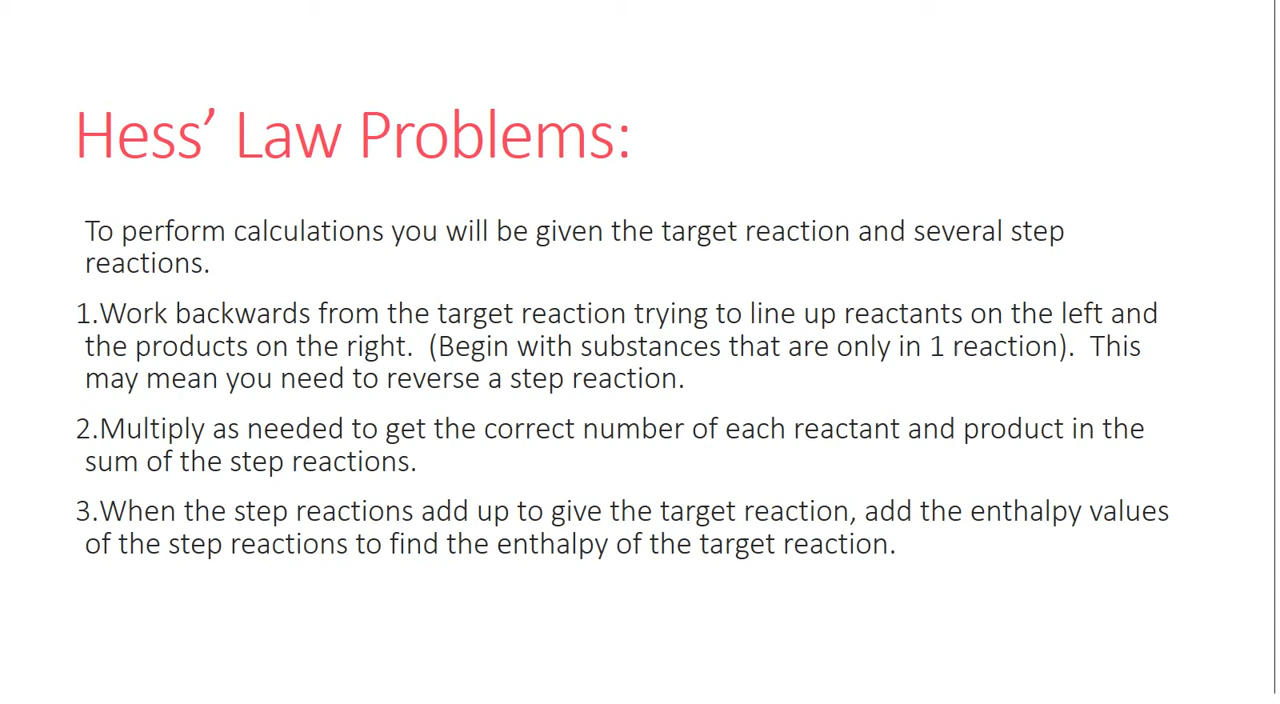 Hess’ Law Problems:
To perform calculations you will be given the target reaction and several step
reactions.
1.Work backwards from the target reaction trying to line up reactants on the left and
the products on the right.  (Begin with substances that are only in 1 reaction).  This
may mean you need to reverse a step reaction.
2.Multiply as needed to get the correct number of each reactant and product in the
sum of the step reactions.
3.When the step reactions add up to give the target reaction, add the enthalpy values
of the step reactions to find the enthalpy of the target reaction.